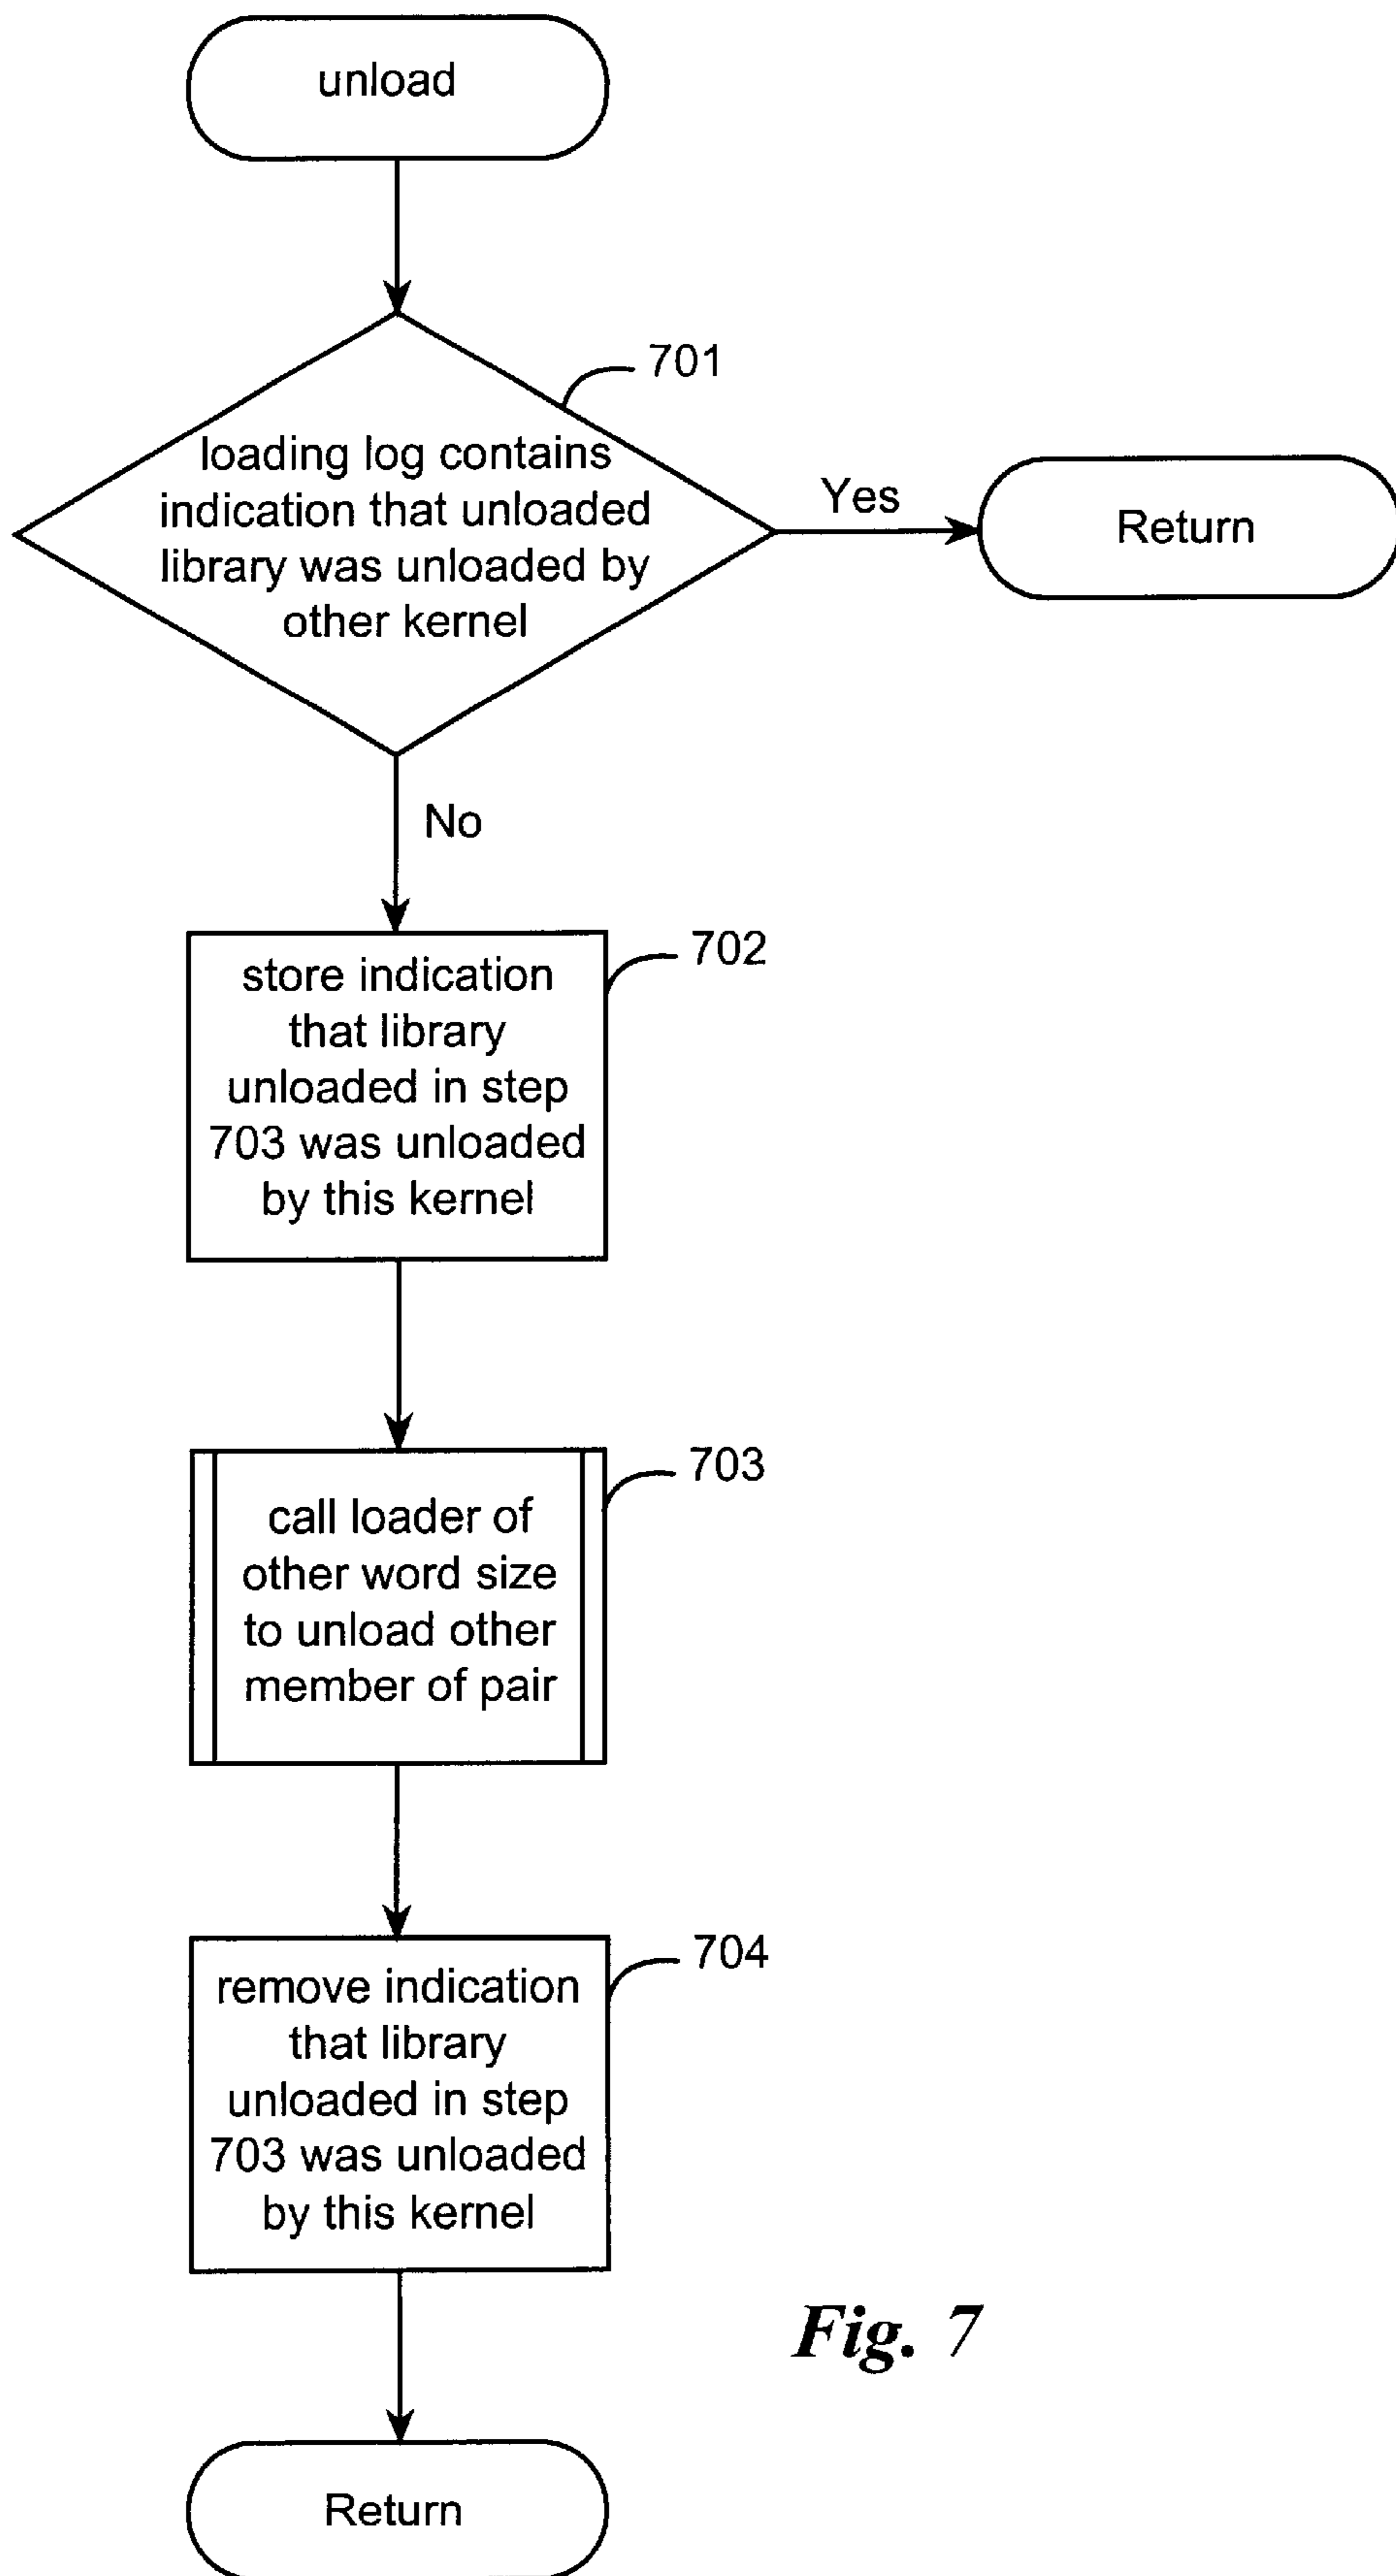 unload
701
loading log contains
indication that unloaded
library was unloaded by
other kernel
Yes
Return
No
702
store indication
that library
unloaded in step
703 was unloaded
by this kernel
703
call loader of
other word size
to unload other
member of pair
704
remove indication
that library
unloaded in step
703 was unloaded
by this kernel
Fig. 7
Return